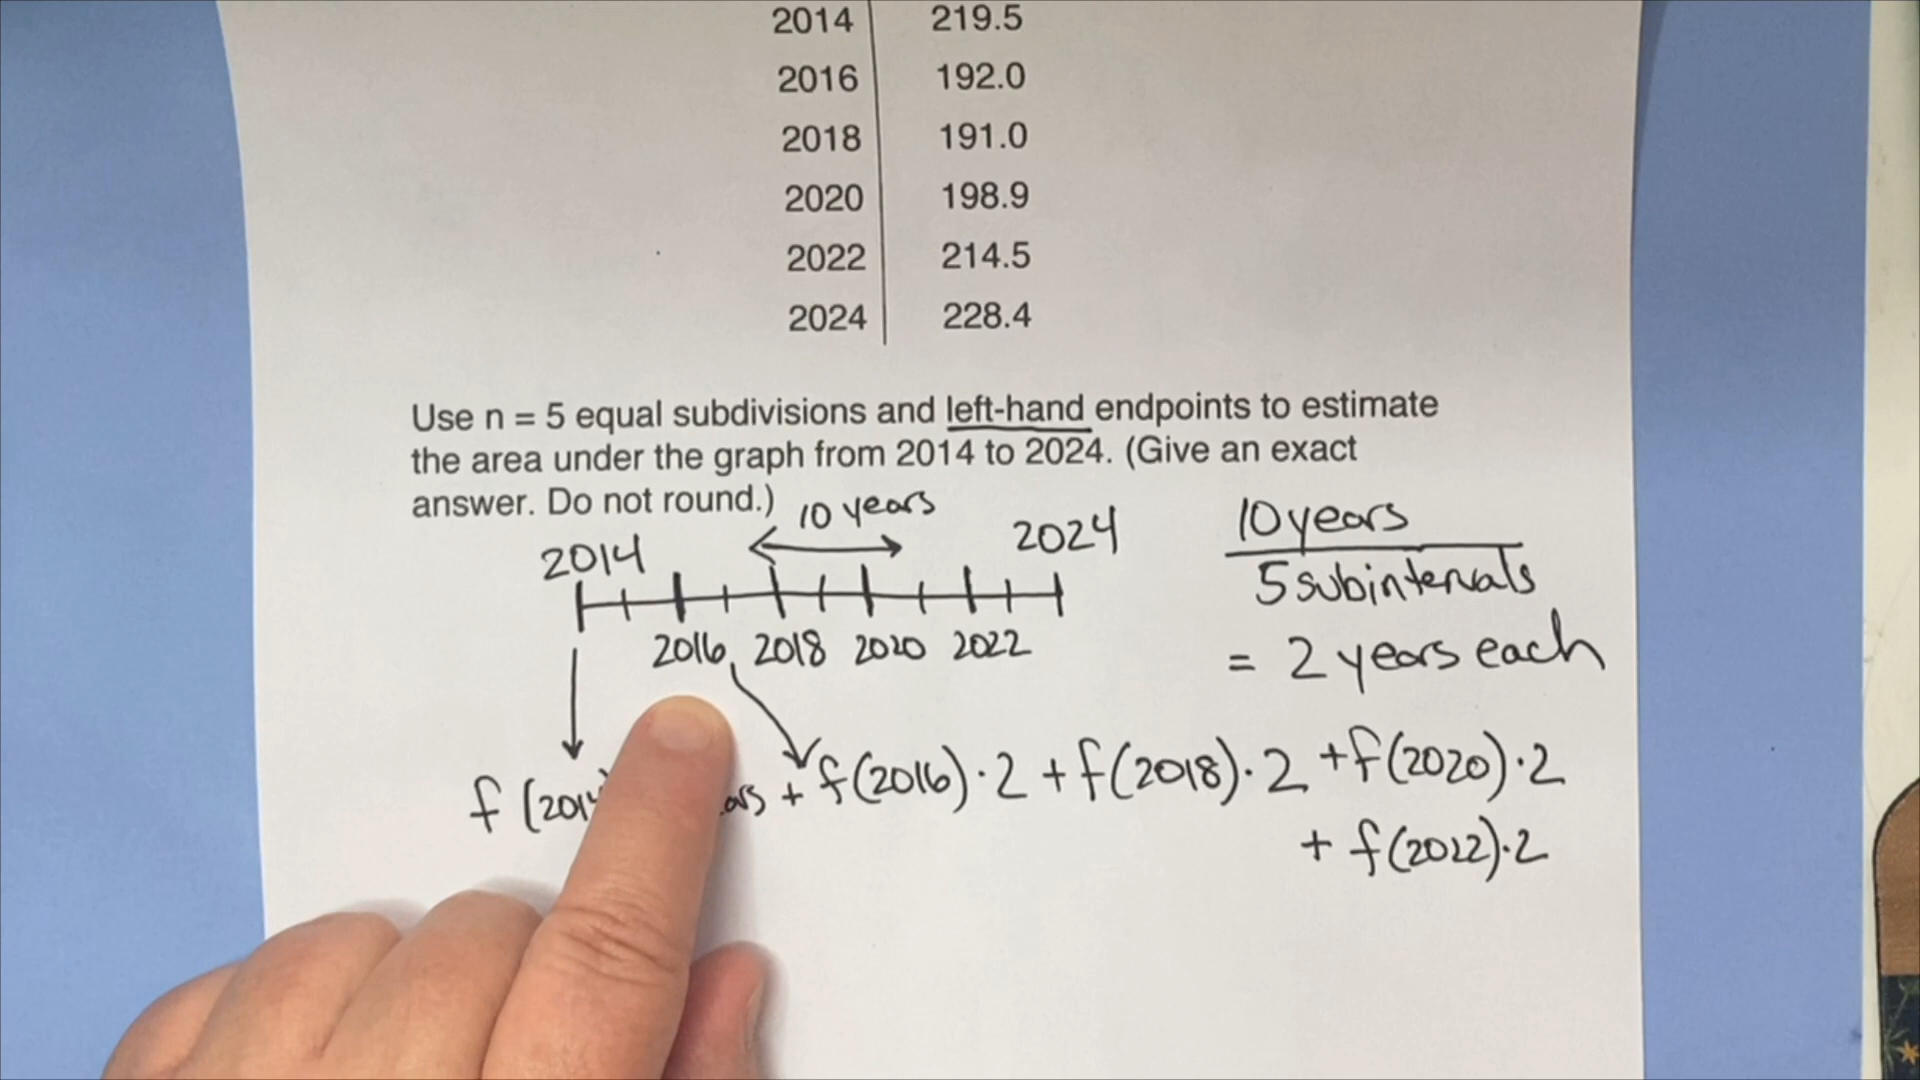 2014 219.5
2016 192.0
2018 191.0
2020 198.9
2022 214.5
2024 228.4
Use n = 5 equal subdivisions and left-hand endpoints to estimate
the area under the graph from 2014 to 2024. (Give an exact
answer. Do not round.)
10 years
2014 2024
2016 2018 2020 2022
10 years
5 subintervals
= 2 years each
f(2016)·2 + f(2018)·2 + f(2020)·2
+ f(2022)·2